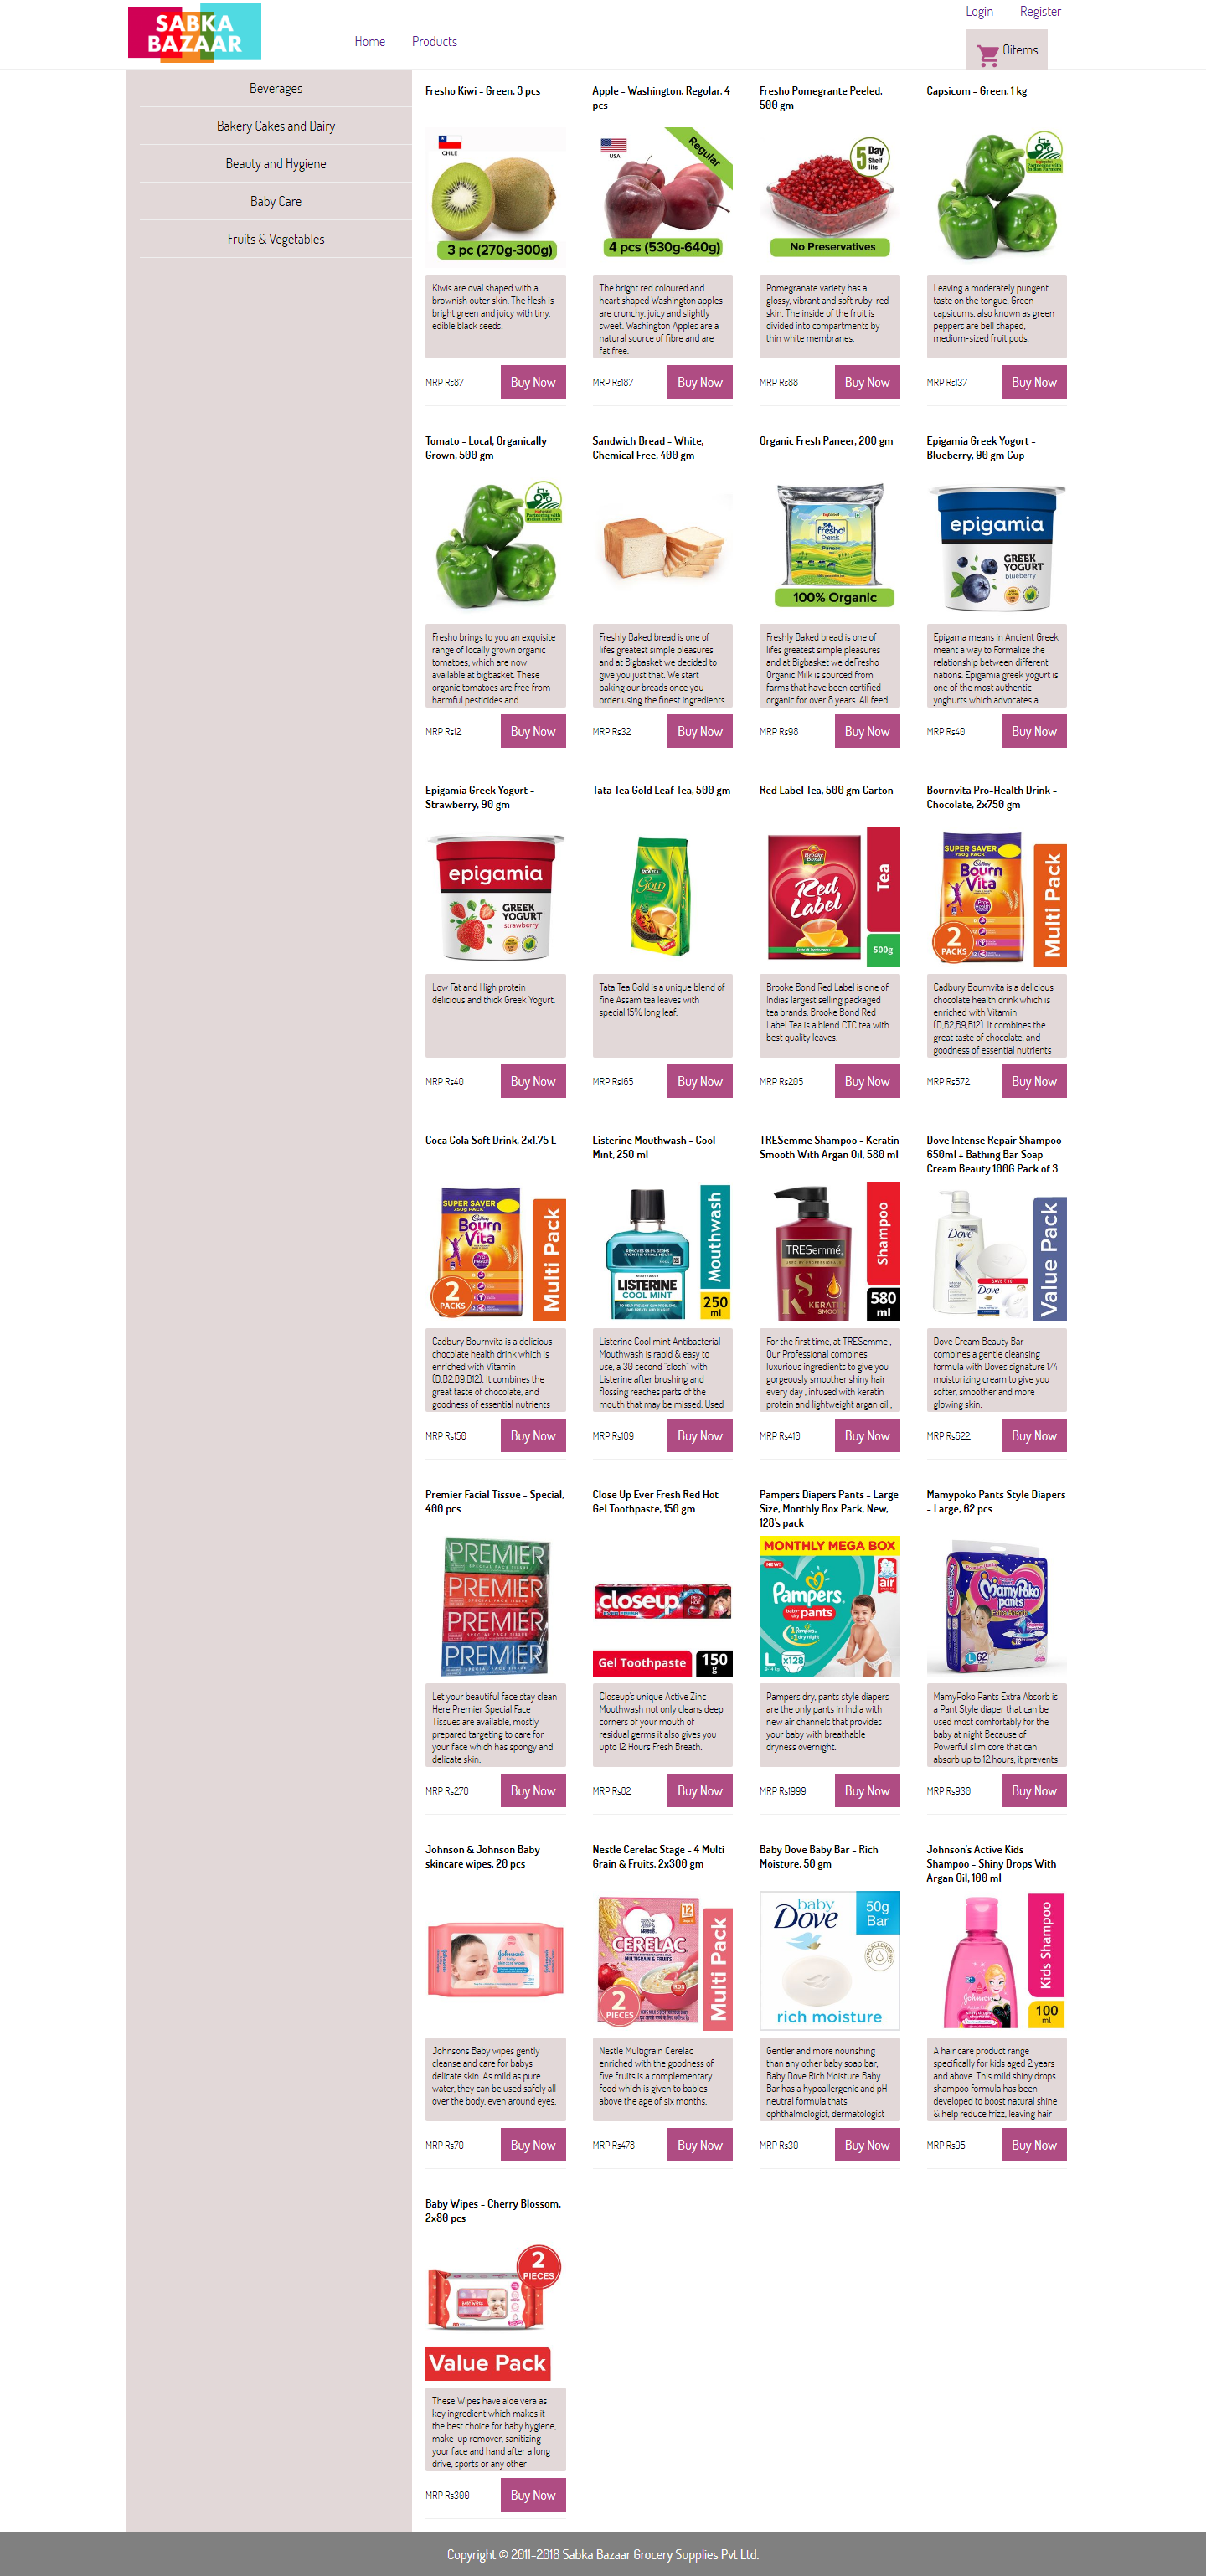 SABKA
BAZAAR
Home
Products
Login
Register
0items
Beverages
Bakery Cakes and Dairy
Beauty and Hygiene
Baby Care
Fruits & Vegetables
Fresho Kiwi - Green, 3 pcs
CHILE
3 pc (270g-300g)
Kiwis are oval shaped with a
brownish outer skin. The flesh is
bright green and juicy with tiny,
edible black seeds.
MRP Rs87
Buy Now
Apple - Washington, Regular, 4
pcs
USA
Regular
4 pcs (530g-640g)
The bright red coloured and
heart shaped Washington apples
are crunchy, juicy and slightly
sweet. Washington Apples are a
natural source of fibre and are
fat free.
MRP Rs187
Buy Now
Fresho Pomegrante Peeled,
500 gm
5 Day
Shelf
life
No Preservatives
Pomegranate variety has a
glossy, vibrant and soft ruby-red
skin. The inside of the fruit is
divided into compartments by
thin white membranes.
MRP Rs88
Buy Now
Capsicum - Green, 1 kg
Partnering with
Indian Farmers
Leaving a moderately pungent
taste on the tongue, Green
capsicums, also known as green
peppers are bell shaped,
medium-sized fruit pods.
MRP Rs137
Buy Now
Tomato - Local, Organically
Grown, 500 gm
Partnering with
Indian Farmers
Fresho brings to you an exquisite
range of locally grown organic
tomatoes, which are now
available at bigbasket. These
organic tomatoes are free from
harmful pesticides and
MRP Rs12
Buy Now
Sandwich Bread - White,
Chemical Free, 400 gm
Freshly Baked bread is one of
lifes greatest simple pleasures
and at Bigbasket we decided to
give you just that. We start
baking our breads once you
order using the finest ingredients
MRP Rs32
Buy Now
Organic Fresh Paneer, 200 gm
fresho!
Organic
Paneer
100% Organic
Freshly Baked bread is one of
lifes greatest simple pleasures
and at Bigbasket we deFresho
Organic Milk is sourced from
farms that have been certified
organic for over 8 years. All feed
MRP Rs98
Buy Now
Epigamia Greek Yogurt -
Blueberry, 90 gm Cup
epigamia
GREEK
YOGURT
blueberry
Epigama means in Ancient Greek
meant a way to Formalize the
relationship between different
nations. Epigamia greek yogurt is
one of the most authentic
yoghurts which advocates a
MRP Rs40
Buy Now
Epigamia Greek Yogurt -
Strawberry, 90 gm
epigamia
GREEK
YOGURT
strawberry
Low Fat and High protein
delicious and thick Greek Yogurt.
MRP Rs40
Buy Now
Tata Tea Gold Leaf Tea, 500 gm
TATA TEA
GOLD
Tata Tea Gold is a unique blend of
fine Assam tea leaves with
special 15% long leaf.
MRP Rs165
Buy Now
Red Label Tea, 500 gm Carton
Brooke
Bond
Red
Label
Tea
500g
Brooke Bond Red Label is one of
Indias largest selling packaged
tea brands. Brooke Bond Red
Label Tea is a blend CTC tea with
best quality leaves.
MRP Rs205
Buy Now
Bournvita Pro-Health Drink -
Chocolate, 2x750 gm
SUPER SAVER
750g PACK
Cadbury
Bourn
Vita
2
PACKS
Multi Pack
Cadbury Bournvita is a delicious
chocolate health drink which is
enriched with Vitamin
(D,B2,B9,B12). It combines the
great taste of chocolate, and
goodness of essential nutrients
MRP Rs572
Buy Now
Coca Cola Soft Drink, 2x1.75 L
SUPER SAVER
750g PACK
Cadbury
Bourn
Vita
2
PACKS
Multi Pack
Cadbury Bournvita is a delicious
chocolate health drink which is
enriched with Vitamin
(D,B2,B9,B12). It combines the
great taste of chocolate, and
goodness of essential nutrients
MRP Rs150
Buy Now
Listerine Mouthwash - Cool
Mint, 250 ml
LISTERINE
COOL MINT
Mouthwash
250
ml
Listerine Cool mint Antibacterial
Mouthwash is rapid & easy to
use, a 30 second "slosh" with
Listerine after brushing and
flossing reaches parts of the
mouth that may be missed. Used
MRP Rs109
Buy Now
TRESemme Shampoo - Keratin
Smooth With Argan Oil, 580 ml
TRESemmé
KERATIN
SMOOTH
Shampoo
580
ml
For the first time, at TRESemme ,
Our Professional combines
luxurious ingredients to give you
gorgeously smoother shiny hair
every day , infused with keratin
protein and lightweight argan oil ,
MRP Rs410
Buy Now
Dove Intense Repair Shampoo
650ml + Bathing Bar Soap
Cream Beauty 100G Pack of 3
Dove
Dove
Value Pack
Dove Cream Beauty Bar
combines a gentle cleansing
formula with Doves signature 1/4
moisturizing cream to give you
softer, smoother and more
glowing skin.
MRP Rs622
Buy Now
Premier Facial Tissue - Special,
400 pcs
PREMIER
SPECIAL FACE TISSUE
PREMIER
SPECIAL FACE TISSUE
PREMIER
SPECIAL FACE TISSUE
PREMIER
Let your beautiful face stay clean
Here Premier Special Face
Tissues are available, mostly
prepared targeting to care for
your face which has spongy and
delicate skin.
MRP Rs270
Buy Now
Close Up Ever Fresh Red Hot
Gel Toothpaste, 150 gm
closeup
RED
HOT
Gel Toothpaste
150
g
Closeup's unique Active Zinc
Mouthwash not only cleans deep
corners of your mouth of
residual germs it also gives you
upto 12 Hours Fresh Breath.
MRP Rs82
Buy Now
Pampers Diapers Pants - Large
Size, Monthly Box Pack, New,
128's pack
MONTHLY MEGA BOX
NEW!
Pampers
pants
air
L
x128
Pampers dry, pants style diapers
are the only pants in India with
new air channels that provides
your baby with breathable
dryness overnight.
MRP Rs1999
Buy Now
Mamypoko Pants Style Diapers
- Large, 62 pcs
MamyPoko
pants
L
62
MamyPoko Pants Extra Absorb is
a Pant Style diaper that can be
used most comfortably for the
baby at night Because of
Powerful slim core that can
absorb up to 12 hours, it prevents
MRP Rs930
Buy Now
Johnson & Johnson Baby
skincare wipes, 20 pcs
Johnson's
Johnsons Baby wipes gently
cleanse and care for babys
delicate skin. As mild as pure
water, they can be used safely all
over the body, even around eyes.
MRP Rs70
Buy Now
Nestle Cerelac Stage - 4 Multi
Grain & Fruits, 2x300 gm
12
CERELAC
MULTIGRAIN & FRUITS
2
PIECES
Multi Pack
Nestle Multigrain Cerelac
enriched with the goodness of
five fruits is a complementary
food which is given to babies
above the age of six months.
MRP Rs478
Buy Now
Baby Dove Baby Bar - Rich
Moisture, 50 gm
baby
Dove
50g
Bar
rich moisture
Gentler and more nourishing
than any other baby soap bar,
Baby Dove Rich Moisture Baby
Bar has a hypoallergenic and pH
neutral formula thats
ophthalmologist, dermatologist
MRP Rs30
Buy Now
Johnson's Active Kids
Shampoo - Shiny Drops With
Argan Oil, 100 ml
Johnson's
Kids Shampoo
100
ml
A hair care product range
specifically for kids aged 2 years
and above. This mild shiny drops
shampoo formula has been
developed to boost natural shine
& help reduce frizz, leaving hair
MRP Rs95
Buy Now
Baby Wipes - Cherry Blossom,
2x80 pcs
2
PIECES
Value Pack
These Wipes have aloe vera as
key ingredient which makes it
the best choice for baby hygiene,
make-up remover, sanitizing
your face and hand after a long
drive, sports or any other
MRP Rs300
Buy Now
Copyright © 2011-2018 Sabka Bazaar Grocery Supplies Pvt Ltd.